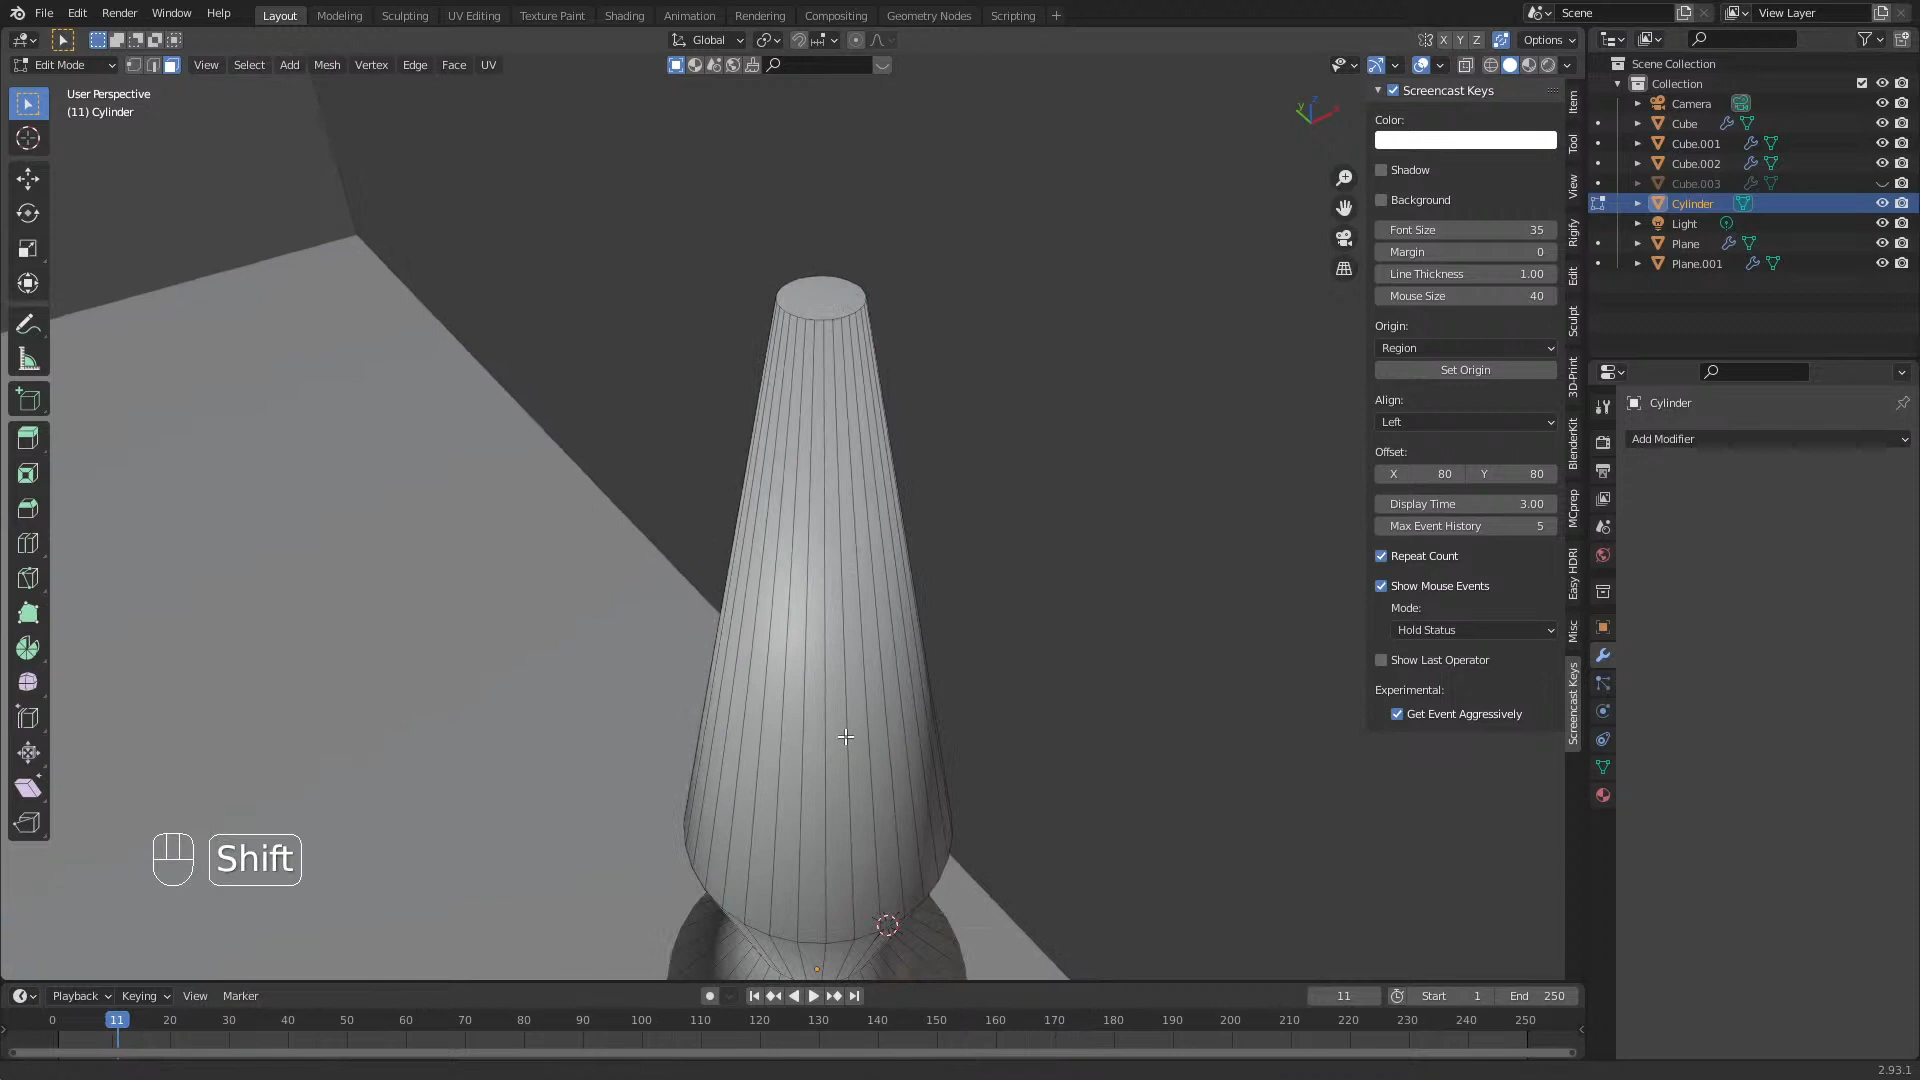 File Edit Render Window Help Layout Modeling Sculpting UV Editing Texture Paint Shading Animation Rendering Compositing Geometry Nodes Scripting + Scene View Layer
Global X Y Z Options
Edit Mode View Select Add Mesh Vertex Edge Face UV
User Perspective
(11) Cylinder
Screencast Keys
Color:
Shadow
Background
Font Size 35
Margin 0
Line Thickness 1.00
Mouse Size 40
Origin:
Region
Set Origin
Align:
Left
Offset:
X 80 Y 80
Display Time 3.00
Max Event History 5
Repeat Count
Show Mouse Events
Mode:
Hold Status
Show Last Operator
Experimental:
Get Event Aggressively
Item
Tool
View
Rigify
Edit
Sculpt
3D-Print
BlenderKit
MCprep
Easy HDRI
Misc
Screencast Keys
Scene Collection
Collection
Camera
Cube
Cube.001
Cube.002
Cube.003
Cylinder
Light
Plane
Plane.001
Cylinder
Add Modifier
Shift
Playback Keying View Marker 11 Start 1 End 250
0 11 20 30 40 50 60 70 80 90 100 110 120 130 140 150 160 170 180 190 200 210 220 230 240 250
2.93.1